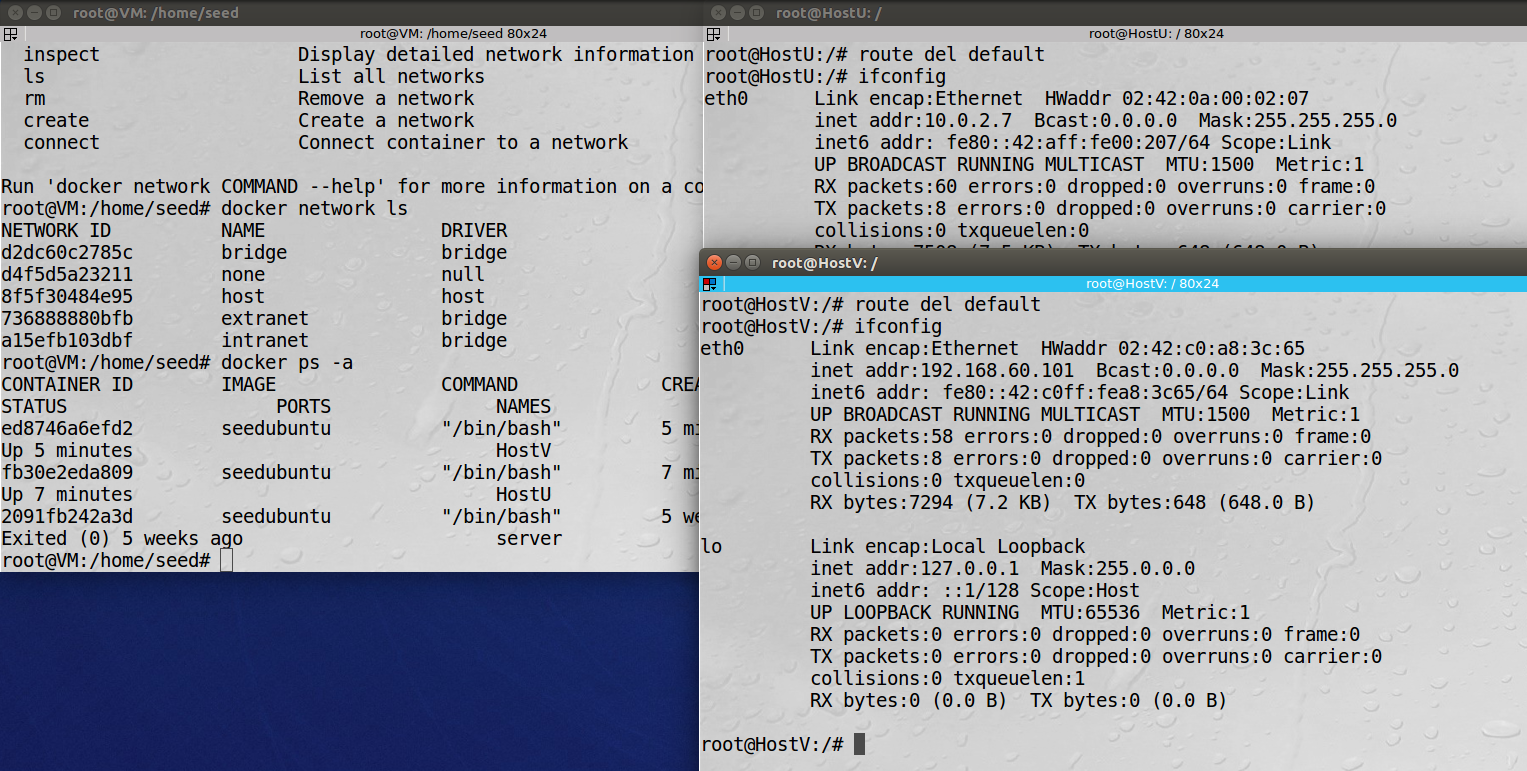 root@VM: /home/seed
root@VM: /home/seed 80x24
inspect Display detailed network information
ls List all networks
rm Remove a network
create Create a network
connect Connect container to a network
Run 'docker network COMMAND --help' for more information on a co
root@VM:/home/seed# docker network ls
NETWORK ID NAME DRIVER
d2dc60c2785c bridge bridge
d4f5d5a23211 none null
8f5f30484e95 host host
736888880bfb extranet bridge
a15efb103dbf intranet bridge
root@VM:/home/seed# docker ps -a
CONTAINER ID IMAGE COMMAND CREA
STATUS PORTS NAMES
ed8746a6efd2 seedubuntu "/bin/bash" 5 mi
Up 5 minutes HostV
fb30e2eda809 seedubuntu "/bin/bash" 7 mi
Up 7 minutes HostU
2091fb242a3d seedubuntu "/bin/bash" 5 we
Exited (0) 5 weeks ago server
root@VM:/home/seed#
root@HostU: /
root@HostU: / 80x24
root@HostU:/# route del default
root@HostU:/# ifconfig
eth0 Link encap:Ethernet HWaddr 02:42:0a:00:02:07
inet addr:10.0.2.7 Bcast:0.0.0.0 Mask:255.255.255.0
inet6 addr: fe80::42:aff:fe00:207/64 Scope:Link
UP BROADCAST RUNNING MULTICAST MTU:1500 Metric:1
RX packets:60 errors:0 dropped:0 overruns:0 frame:0
TX packets:8 errors:0 dropped:0 overruns:0 carrier:0
collisions:0 txqueuelen:0
root@HostV: /
root@HostV: / 80x24
root@HostV:/# route del default
root@HostV:/# ifconfig
eth0 Link encap:Ethernet HWaddr 02:42:c0:a8:3c:65
inet addr:192.168.60.101 Bcast:0.0.0.0 Mask:255.255.255.0
inet6 addr: fe80::42:c0ff:fea8:3c65/64 Scope:Link
UP BROADCAST RUNNING MULTICAST MTU:1500 Metric:1
RX packets:58 errors:0 dropped:0 overruns:0 frame:0
TX packets:8 errors:0 dropped:0 overruns:0 carrier:0
collisions:0 txqueuelen:0
RX bytes:7294 (7.2 KB) TX bytes:648 (648.0 B)
lo Link encap:Local Loopback
inet addr:127.0.0.1 Mask:255.0.0.0
inet6 addr: ::1/128 Scope:Host
UP LOOPBACK RUNNING MTU:65536 Metric:1
RX packets:0 errors:0 dropped:0 overruns:0 frame:0
TX packets:0 errors:0 dropped:0 overruns:0 carrier:0
collisions:0 txqueuelen:1
RX bytes:0 (0.0 B) TX bytes:0 (0.0 B)
root@HostV:/#